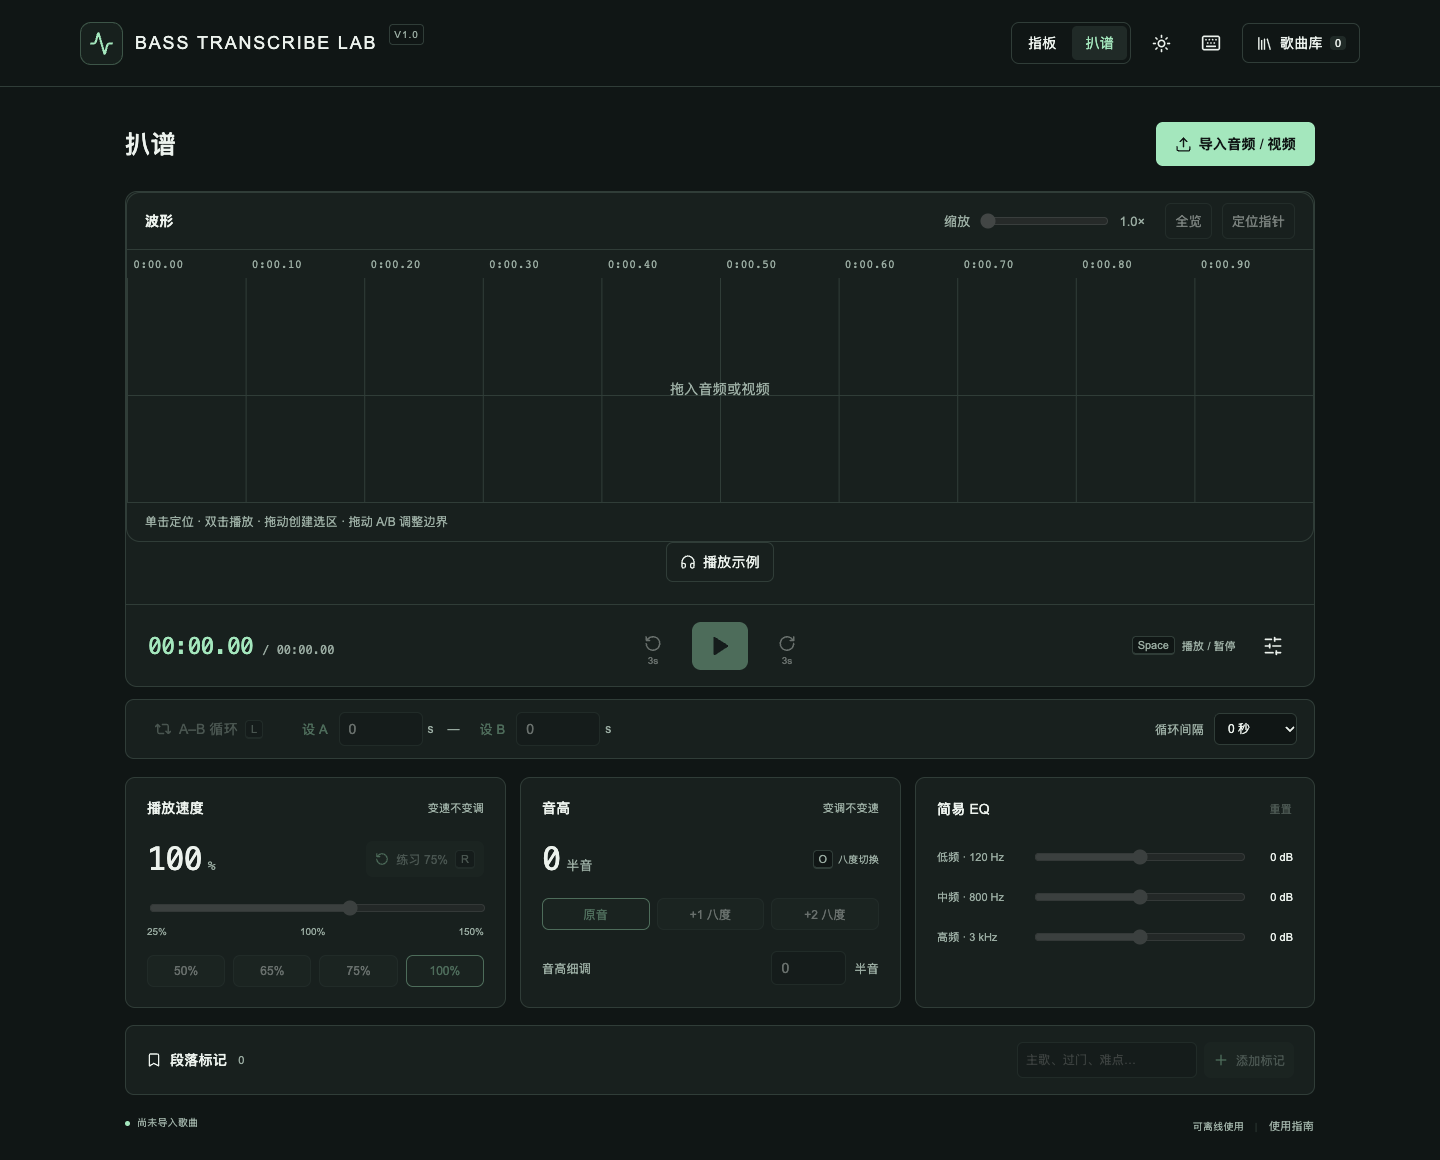 BASS TRANSCRIBE LAB V1.0 指板 扒谱 歌曲库 0
扒谱 导入音频 / 视频
波形 缩放 1.0× 全览 定位指针
0:00.00 0:00.10 0:00.20 0:00.30 0:00.40 0:00.50 0:00.60 0:00.70 0:00.80 0:00.90
拖入音频或视频
单击定位 · 双击播放 · 拖动创建选区 · 拖动 A/B 调整边界
播放示例
00:00.00 / 00:00.00 3s 3s Space 播放 / 暂停
A–B 循环 L 设 A 0 s — 设 B 0 s 循环间隔 0 秒
播放速度 变速不变调
100 % 练习 75% R
25% 100% 150%
50% 65% 75% 100%
音高 变调不变速
0 半音 O 八度切换
原音 +1 八度 +2 八度
音高细调 0 半音
简易 EQ 重置
低频 · 120 Hz 0 dB
中频 · 800 Hz 0 dB
高频 · 3 kHz 0 dB
段落标记 0 主歌、过门、难点... 添加标记
尚未导入歌曲 可离线使用 | 使用指南